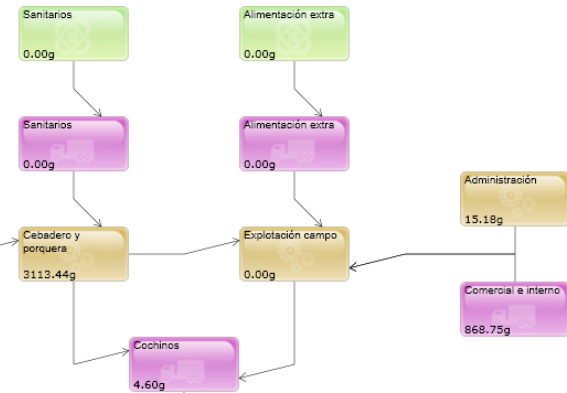 Sanitarios
0.00g
Alimentación extra
0.00g
Sanitarios
0.00g
Alimentación extra
0.00g
Administración
15.18g
Cebadero y
porquera
3113.44g
Explotación campo
0.00g
Comercial e interno
868.75g
Cochinos
4.60g